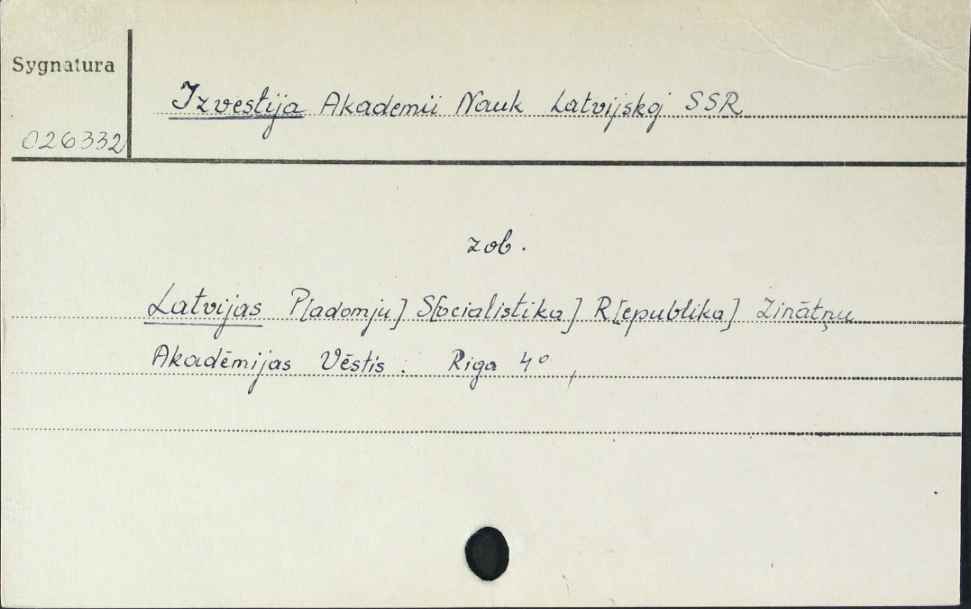 Sygnatura
Izvestija Akademii Nauk Latvijskoj SSR
026332
zob.
Latvijas P[adomju] S[ocialistika] R[epublika] Zinātņu
Akadēmijas Vēstis. Riga 4°,